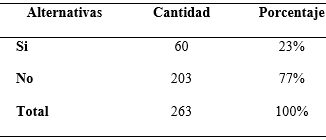 Alternativas Cantidad Porcentaje
Si 60 23%
No 203 77%
Total 263 100%